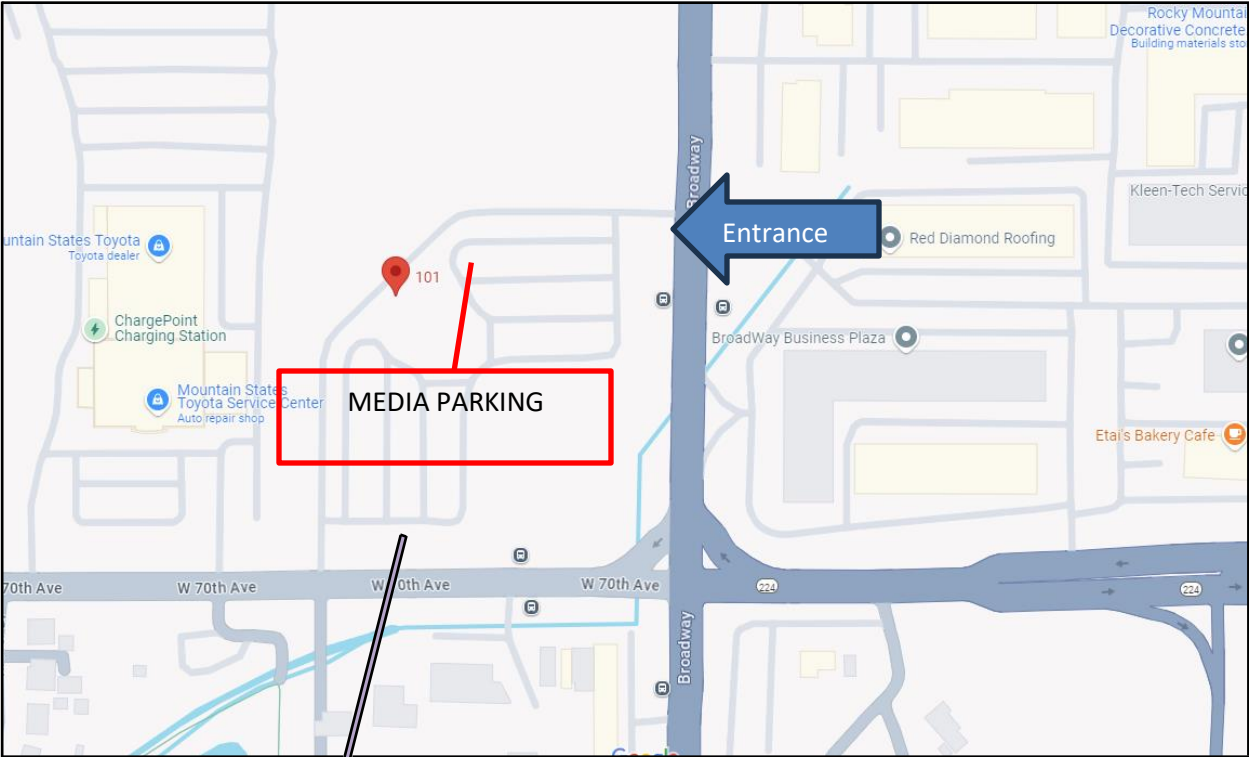 Rocky Mountai
Decorative Concrete
Building materials sto
Broadway
Kleen-Tech Servic
Entrance
Red Diamond Roofing
untain States Toyota
Toyota dealer
101
ChargePoint
Charging Station
BroadWay Business Plaza
Mountain States
Toyota Service Center
Auto repair shop
MEDIA PARKING
Etai's Bakery Cafe
70th Ave
W 70th Ave
W 70th Ave
W 70th Ave
224
224
Broadway
Google